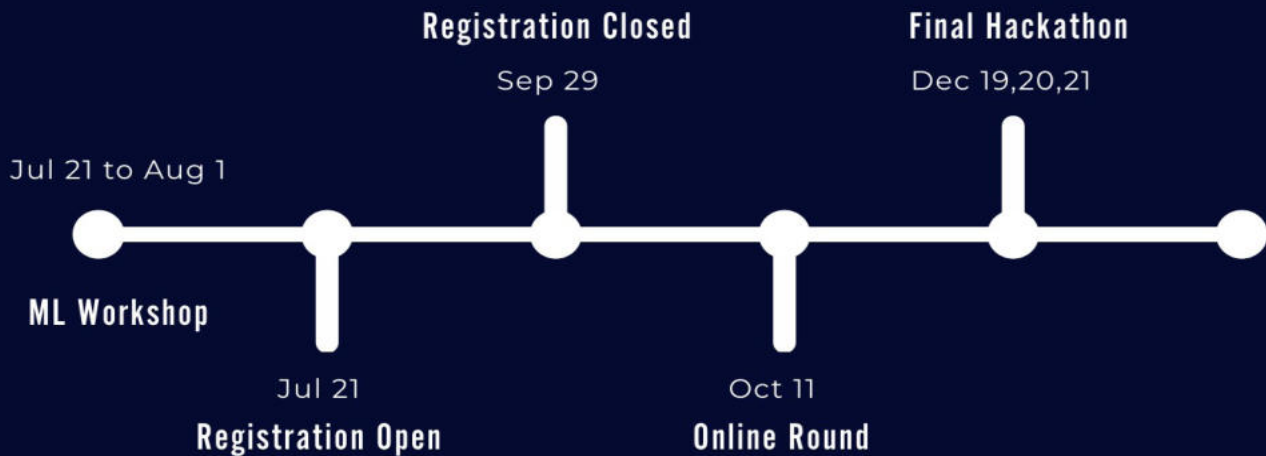 Registration Closed
Sep 29
Final Hackathon
Dec 19,20,21
Jul 21 to Aug 1
ML Workshop
Jul 21
Registration Open
Oct 11
Online Round